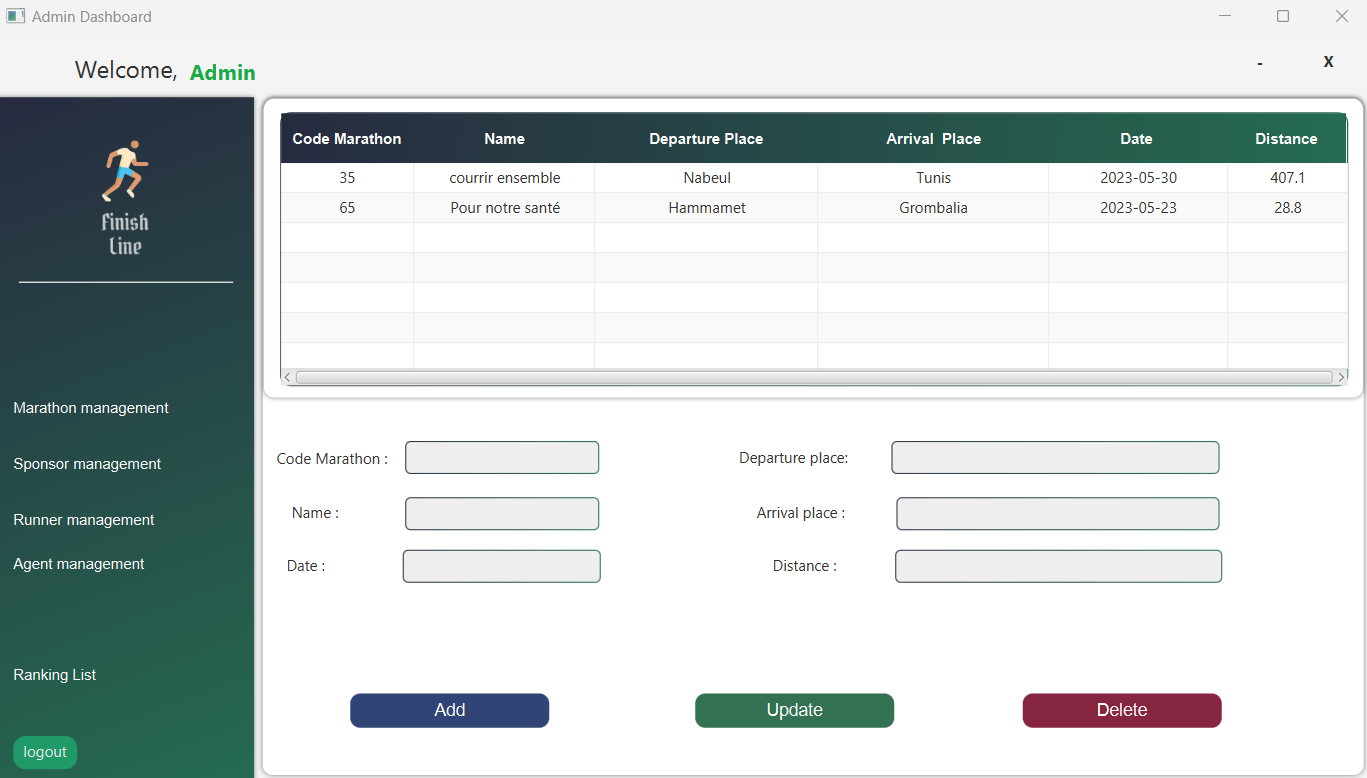 Admin Dashboard
Welcome, Admin
- X
finish
line
Marathon management
Sponsor management
Runner management
Agent management
Ranking List
logout
Code Marathon Name Departure Place Arrival Place Date Distance
35 courrir ensemble Nabeul Tunis 2023-05-30 407.1
65 Pour notre santé Hammamet Grombalia 2023-05-23 28.8
Code Marathon : Departure place:
Name : Arrival place :
Date : Distance :
Add Update Delete